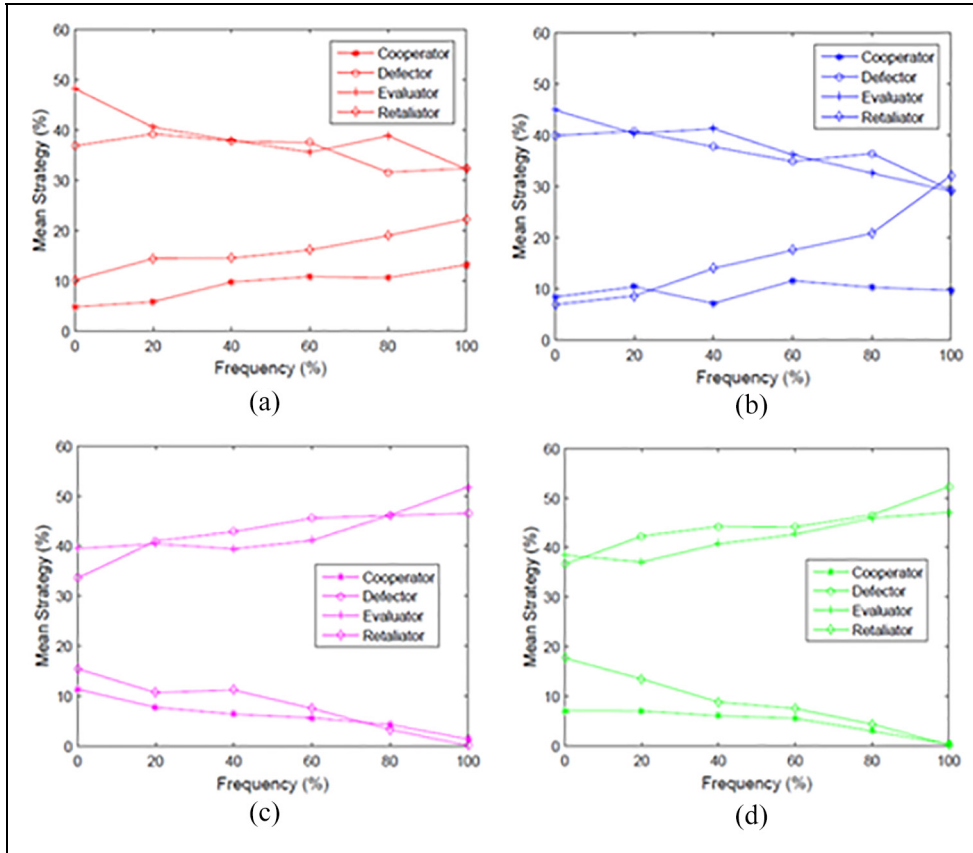 60
50
40
30
20
10
0
Mean Strategy (%)
Cooperator
Defector
Evaluator
Retaliator
0 20 40 60 80 100
Frequency (%)
(a)
60
50
40
30
20
10
0
Mean Strategy (%)
Cooperator
Defector
Evaluator
Retaliator
0 20 40 60 80 100
Frequency (%)
(b)
60
50
40
30
20
10
0
Mean Strategy (%)
Cooperator
Defector
Evaluator
Retaliator
0 20 40 60 80 100
Frequency (%)
(c)
60
50
40
30
20
10
0
Mean Strategy (%)
Cooperator
Defector
Evaluator
Retaliator
0 20 40 60 80 100
Frequency (%)
(d)